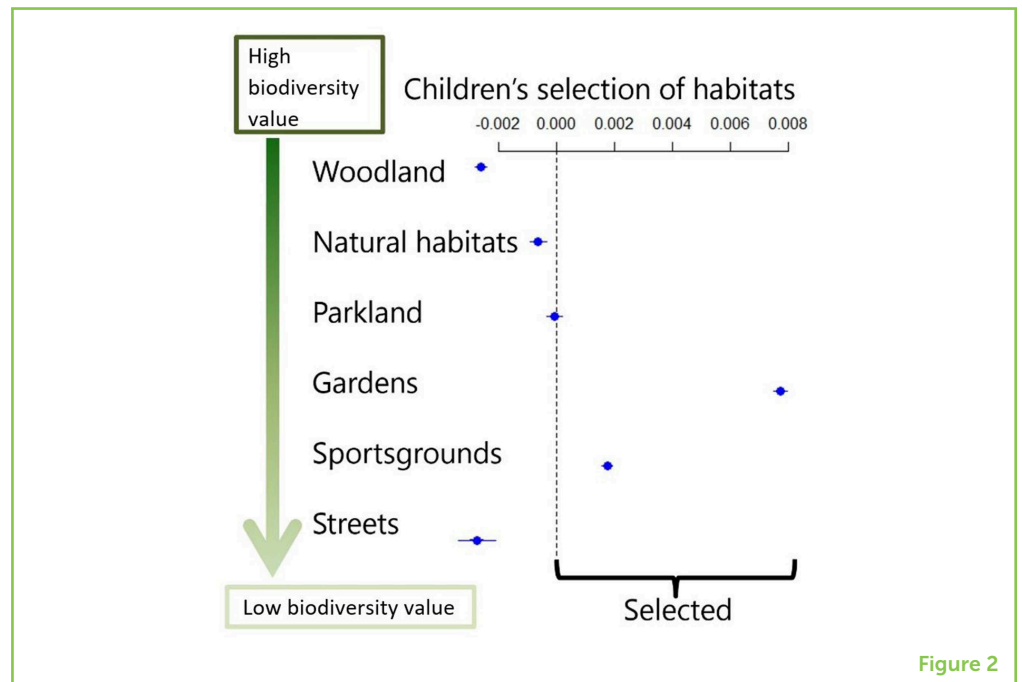 High
biodiversity
value
Children's selection of habitats
-0.002 0.000 0.002 0.004 0.006 0.008
Woodland
Natural habitats
Parkland
Gardens
Sportsgrounds
Streets
Low biodiversity value
Selected
Figure 2